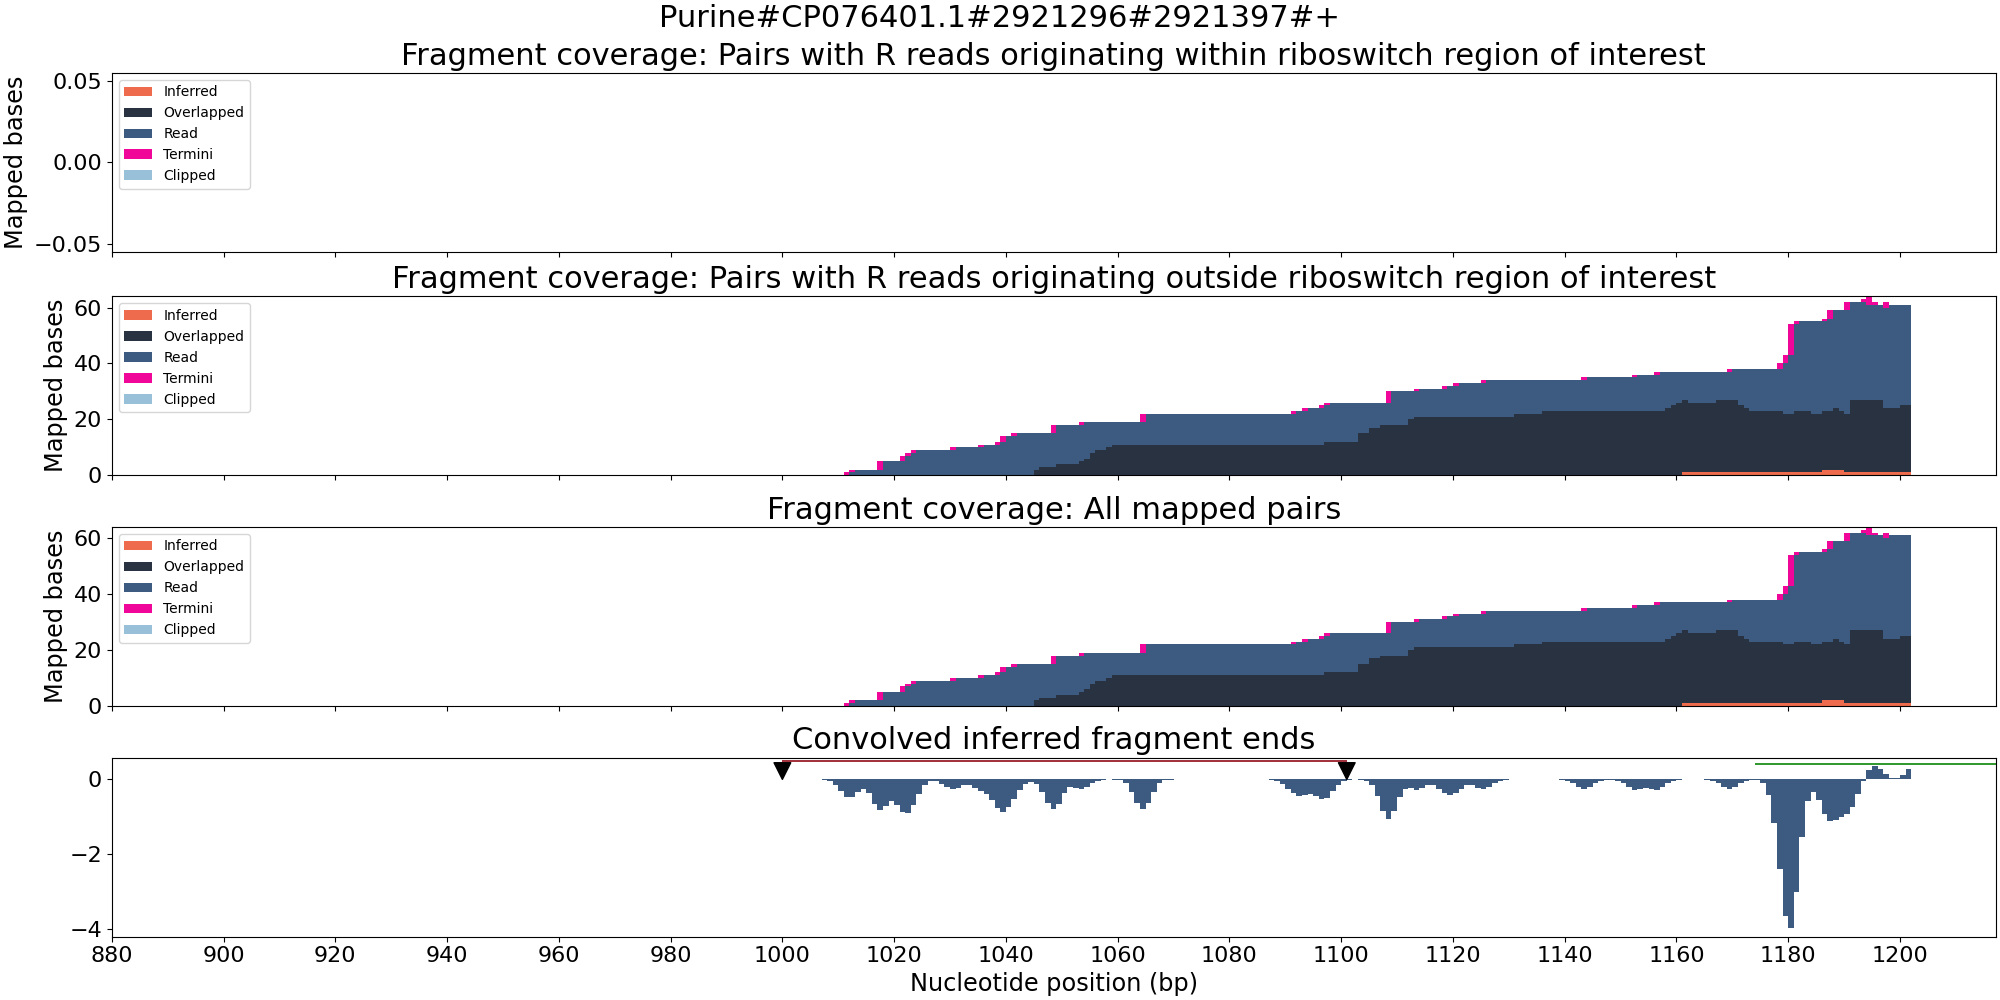 Purine#CP076401.1#2921296#2921397#+
Fragment coverage: Pairs with R reads originating within riboswitch region of interest
Mapped bases
0.05
0.00
−0.05
Inferred
Overlapped
Read
Termini
Clipped
Fragment coverage: Pairs with R reads originating outside riboswitch region of interest
Mapped bases
60
40
20
0
Inferred
Overlapped
Read
Termini
Clipped
Fragment coverage: All mapped pairs
Mapped bases
60
40
20
0
Inferred
Overlapped
Read
Termini
Clipped
Convolved inferred fragment ends
0
−2
−4
880 900 920 940 960 980 1000 1020 1040 1060 1080 1100 1120 1140 1160 1180 1200
Nucleotide position (bp)